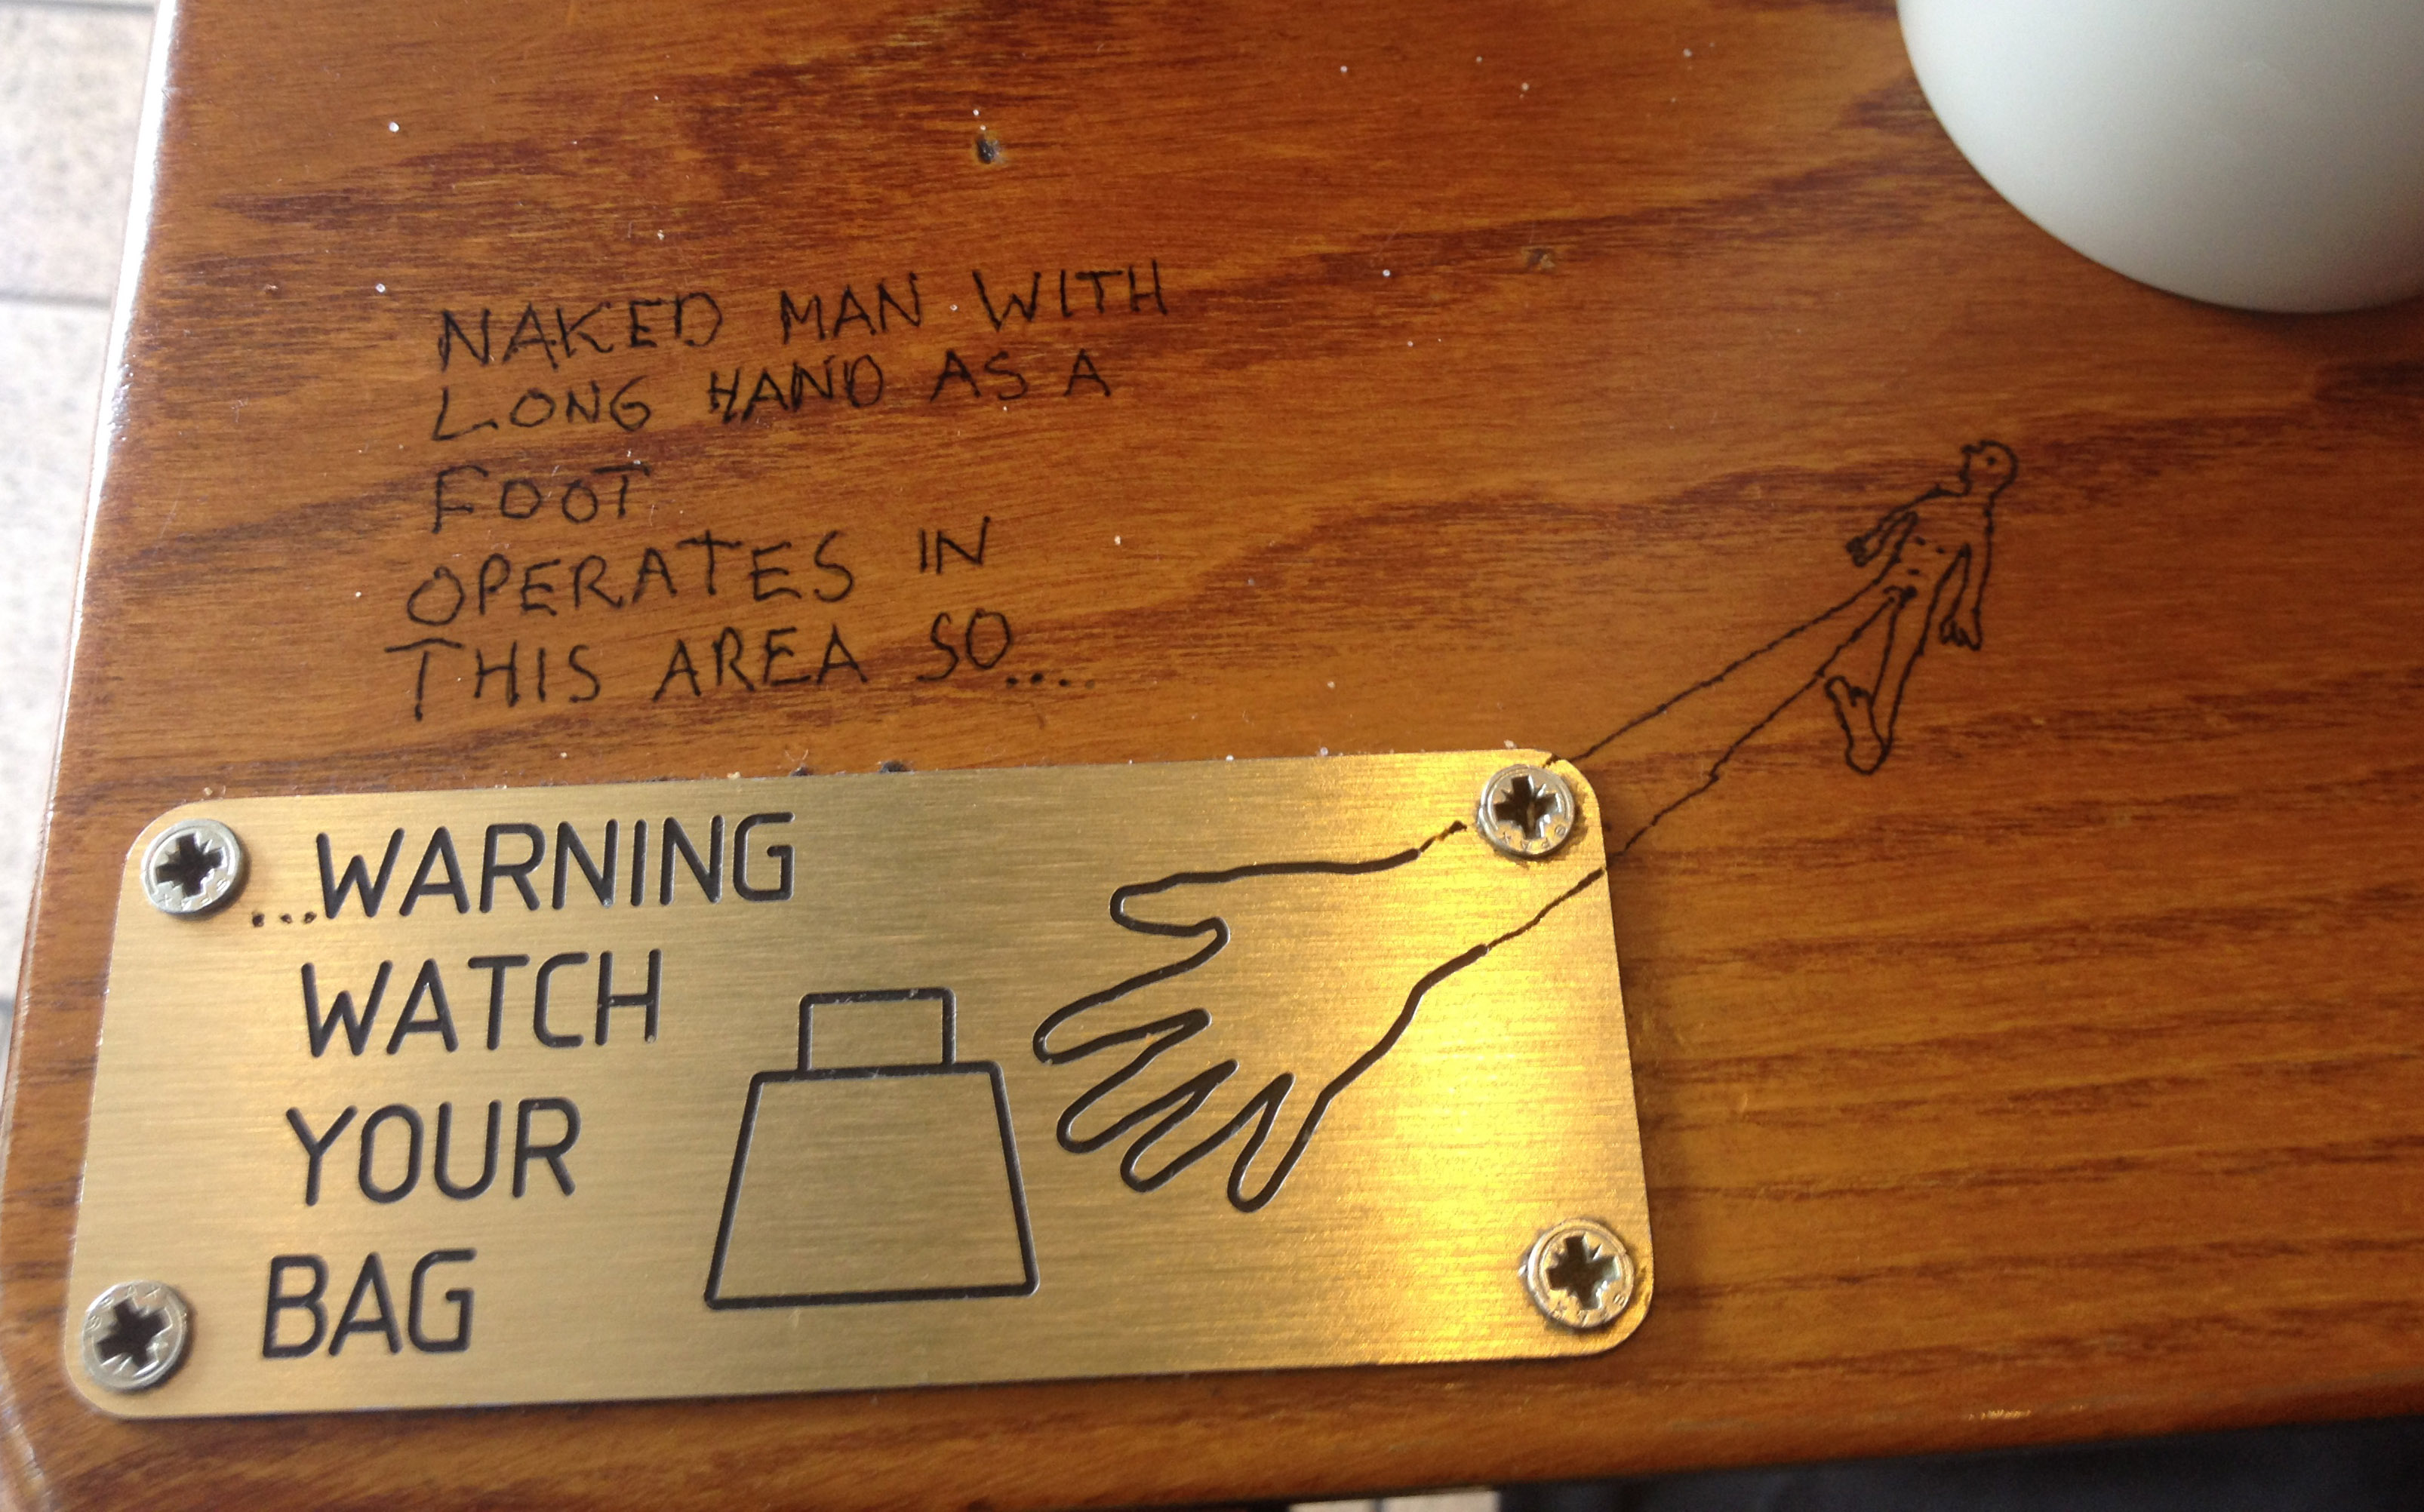 NAKED MAN WITH
LONG HAND AS A
FOOT
OPERATES IN
THIS AREA SO....
...WARNING
WATCH
YOUR
BAG